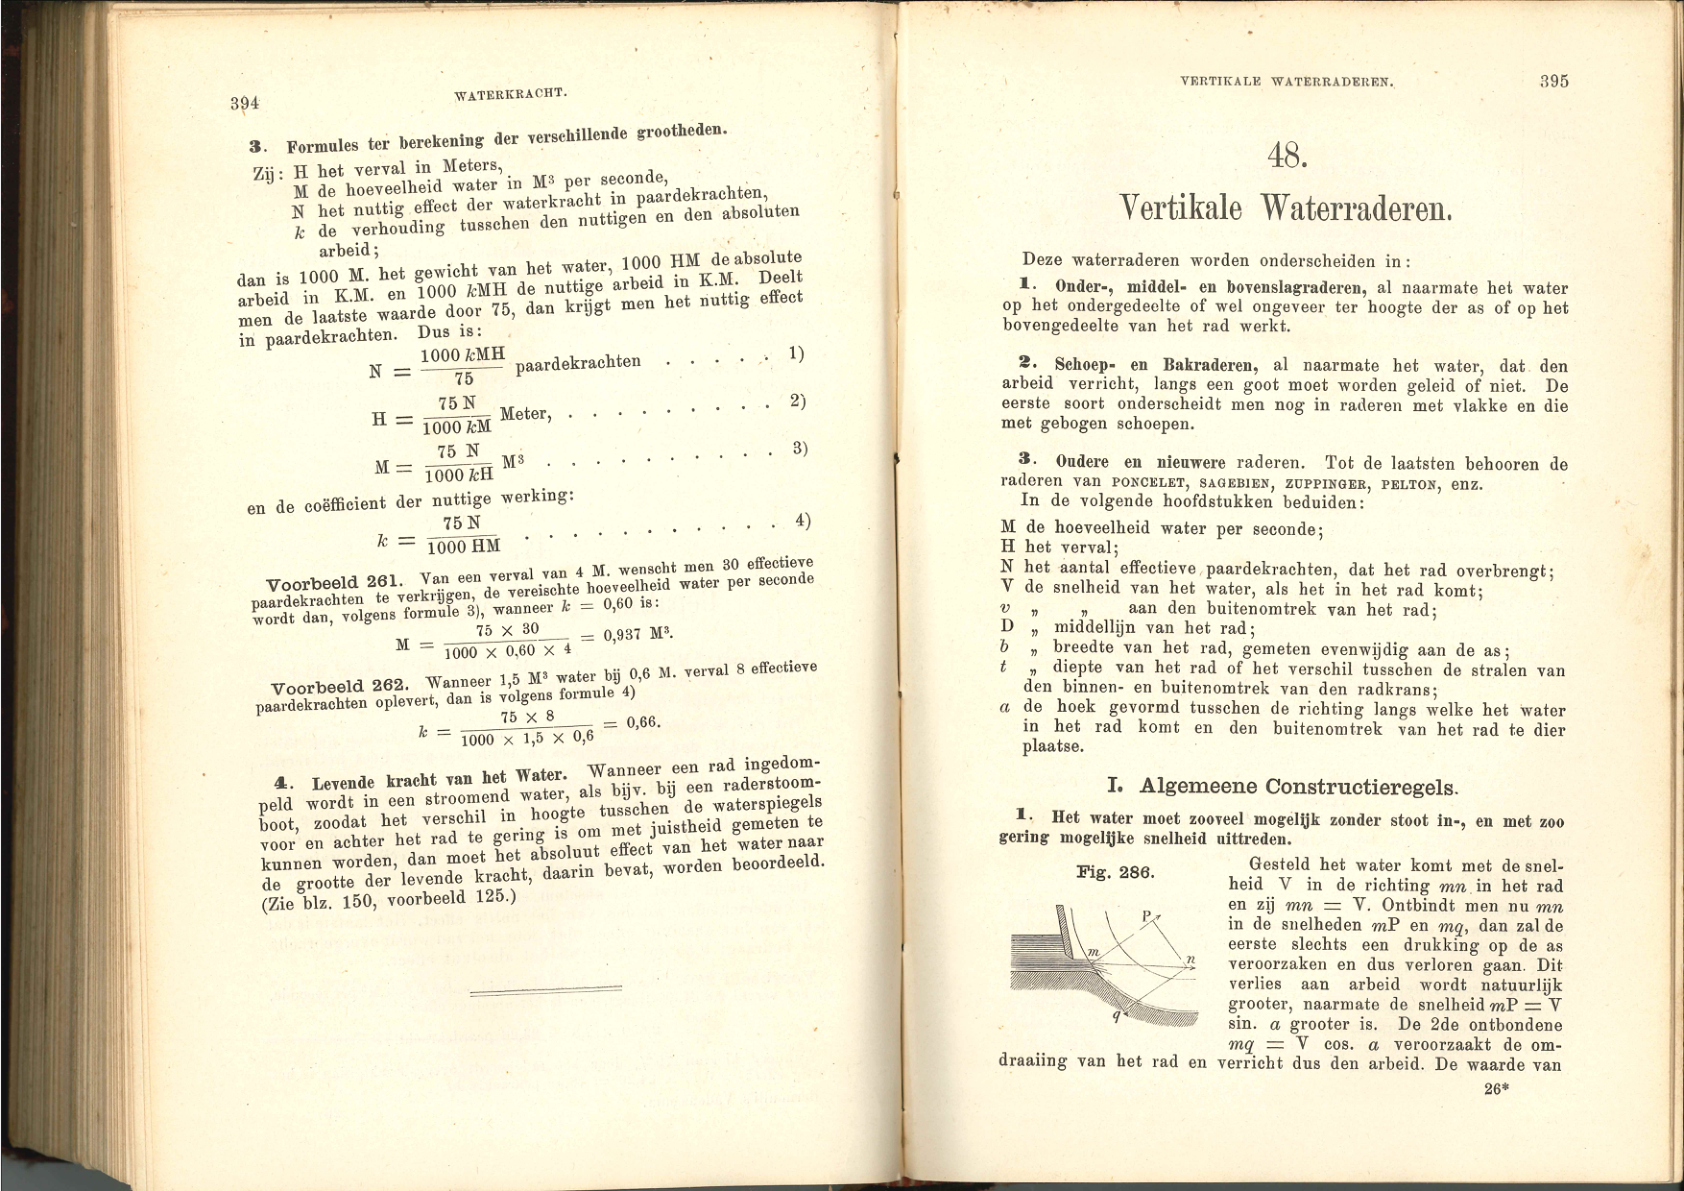 394
WATERKRACHT.
3. Formules ter berekening der verschillende grootheden.
Zij: H het verval in Meters,
M de hoeveelheid water in M³ per seconde,
N het nuttig effect der waterkracht in paardekrachten,
k de verhouding tusschen den nuttigen en den absoluten
arbeid;
dan is 1000 M. het gewicht van het water, 1000 HM de absolute
arbeid in K.M. en 1000 kMH de nuttige arbeid in K.M. Deelt
men de laatste waarde door 75, dan krijgt men het nuttig effect
in paardekrachten. Dus is:
N = 1000 kMH / 75 paardekrachten . . . . . . 1)
H = 75 N / 1000 kM Meter, . . . . . . . . . . 2)
M = 75 N / 1000 kH M³ . . . . . . . . . . 3)
en de coëfficient der nuttige werking:
k = 75 N / 1000 HM . . . . . . . . . . . 4)
Voorbeeld 261. Van een verval van 4 M. wenscht men 30 effectieve
paardekrachten te verkrijgen, de vereischte hoeveelheid water per seconde
wordt dan, volgens formule 3), wanneer k = 0,60 is:
M = 75 × 30 / 1000 × 0,60 × 4 = 0,937 M³.
Voorbeeld 262. Wanneer 1,5 M³ water bij 0,6 M. verval 8 effectieve
paardekrachten oplevert, dan is volgens formule 4)
k = 75 × 8 / 1000 × 1,5 × 0,6 = 0,66.
4. Levende kracht van het Water. Wanneer een rad ingedom-
peld wordt in een stroomend water, als bijv. bij een raderstoom-
boot, zoodat het verschil in hoogte tusschen de waterspiegels
voor en achter het rad te gering is om met juistheid gemeten te
kunnen worden, dan moet het absoluut effect van het water naar
de grootte der levende kracht, daarin bevat, worden beoordeeld.
(Zie blz. 150, voorbeeld 125.)
VERTIKALE WATERRADEREN.
395
48.
Vertikale Waterraderen.
Deze waterraderen worden onderscheiden in:
1. Onder-, middel- en bovenslagraderen, al naarmate het water
op het ondergedeelte of wel ongeveer ter hoogte der as of op het
bovengedeelte van het rad werkt.
2. Schoep- en Bakraderen, al naarmate het water, dat den
arbeid verricht, langs een goot moet worden geleid of niet. De
eerste soort onderscheidt men nog in raderen met vlakke en die
met gebogen schoepen.
3. Oudere en nieuwere raderen. Tot de laatsten behooren de
raderen van PONCELET, SAGEBIEN, ZUPPINGER, PELTON, enz.
In de volgende hoofdstukken beduiden:
M de hoeveelheid water per seconde;
H het verval;
N het aantal effectieve paardekrachten, dat het rad overbrengt;
V de snelheid van het water, als het in het rad komt;
v „ „ aan den buitenomtrek van het rad;
D „ middellijn van het rad;
b „ breedte van het rad, gemeten evenwijdig aan de as;
t „ diepte van het rad of het verschil tusschen de stralen van
den binnen- en buitenomtrek van den radkrans;
a de hoek gevormd tusschen de richting langs welke het water
in het rad komt en den buitenomtrek van het rad te dier
plaatse.
I. Algemeene Constructieregels.
1. Het water moet zooveel mogelijk zonder stoot in-, en met zoo
gering mogelijke snelheid uittreden.
Fig. 286.
P
m
n
q
Gesteld het water komt met de snel-
heid V in de richting mn in het rad
en zij mn = V. Ontbindt men nu mn
in de snelheden mP en mq, dan zal de
eerste slechts een drukking op de as
veroorzaken en dus verloren gaan. Dit
verlies aan arbeid wordt natuurlijk
grooter, naarmate de snelheid mP = V
sin. a grooter is. De 2de ontbondene
mq = V cos. a veroorzaakt de om-
draaiing van het rad en verricht dus den arbeid. De waarde van
26*